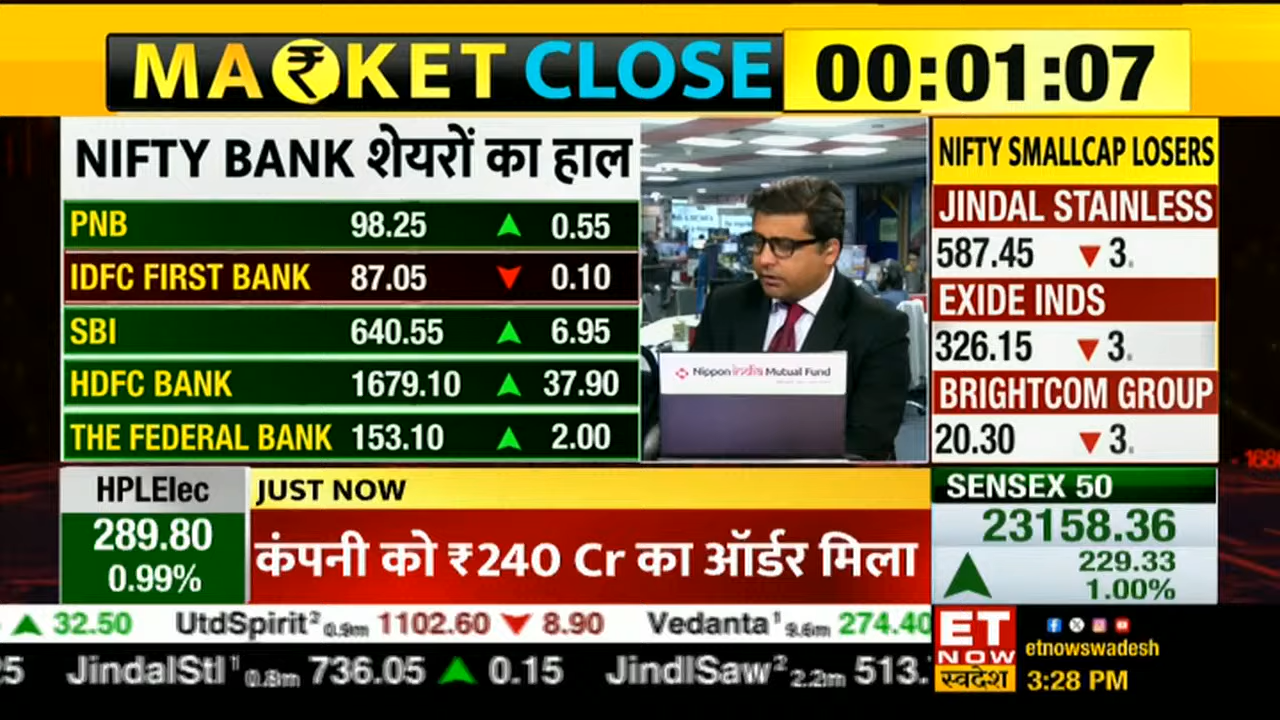 MA₹KET CLOSE
00:01:07
NIFTY BANK शेयरों का हाल
PNB 98.25 ▲ 0.55
IDFC FIRST BANK 87.05 ▼ 0.10
SBI 640.55 ▲ 6.95
HDFC BANK 1679.10 ▲ 37.90
THE FEDERAL BANK 153.10 ▲ 2.00
Nippon india Mutual Fund
NIFTY SMALLCAP LOSERS
JINDAL STAINLESS
587.45 ▼ 3.
EXIDE INDS
326.15 ▼ 3.
BRIGHTCOM GROUP
20.30 ▼ 3.
HPLElec
289.80
0.99%
JUST NOW
कंपनी को ₹240 Cr का ऑर्डर मिला
SENSEX 50
23158.36
▲ 229.33
1.00%
▲ 32.50 UtdSpirit² 0.9m 1102.60 ▼ 8.90 Vedanta¹ 9.6m 274.40
5 JindalStl¹ 0.8m 736.05 ▲ 0.15 JindlSaw² 2.2m 513.
ET
NOW
स्वदेश
etnowswadesh
3:28 PM